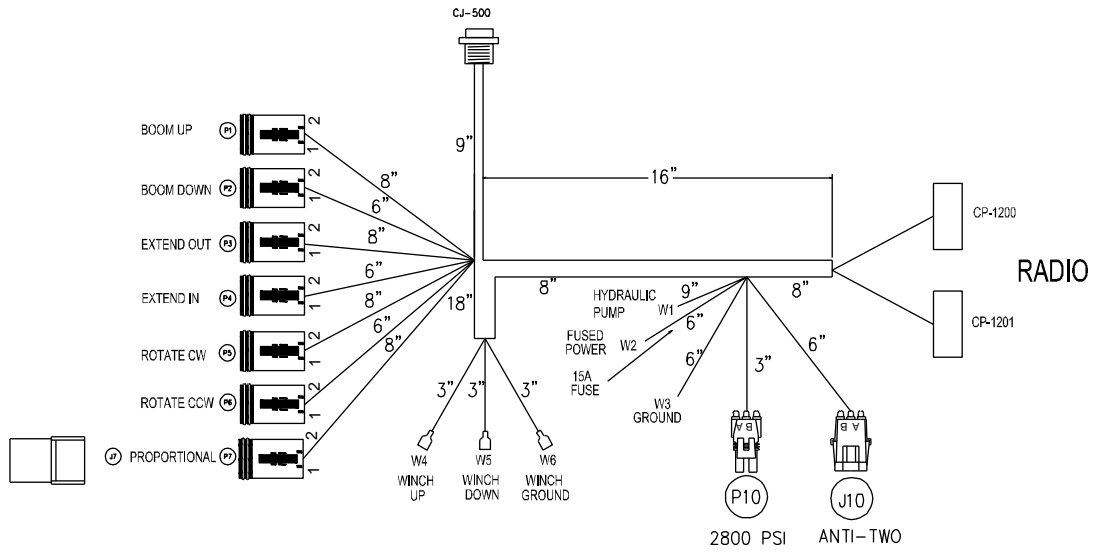 CJ-500
BOOM UP P1 2 1
BOOM DOWN P2 2 1
EXTEND OUT P3 2 1
EXTEND IN P4 2 1
ROTATE CW P5 2 1
ROTATE CCW P6 2 1
J7 PROPORTIONAL P7 2 1
8"
6"
8"
6"
8"
6"
8"
9"
18"
16"
8"
8"
CP-1200
RADIO
CP-1201
HYDRAULIC
PUMP
W1
9"
FUSED
POWER
W2
6"
15A
FUSE
6"
W3
GROUND
3"
6"
3"
3"
3"
W4
WINCH
UP
W5
WINCH
DOWN
W6
WINCH
GROUND
B A
P10
2800 PSI
A B
J10
ANTI-TWO